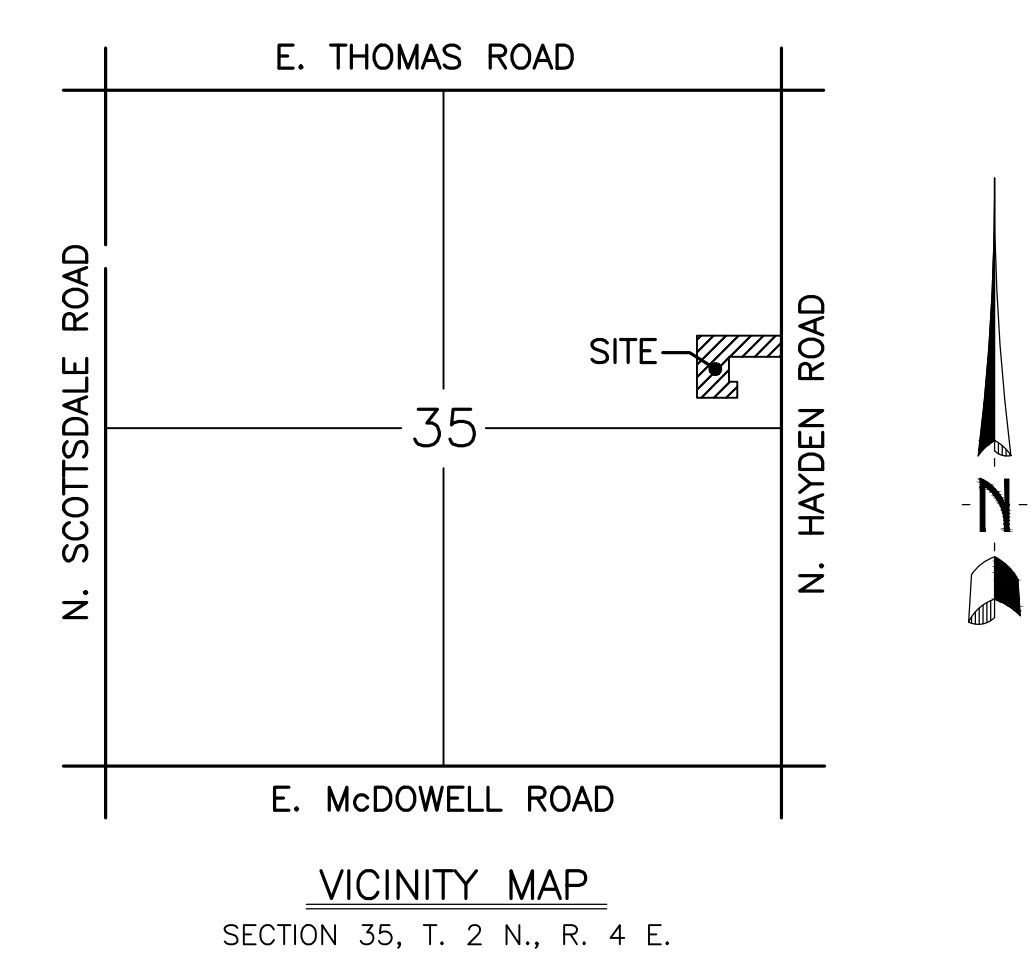 E. THOMAS ROAD
N. SCOTTSDALE ROAD
SITE
35
N. HAYDEN ROAD
N
E. McDOWELL ROAD
VICINITY MAP
SECTION 35, T. 2 N., R. 4 E.